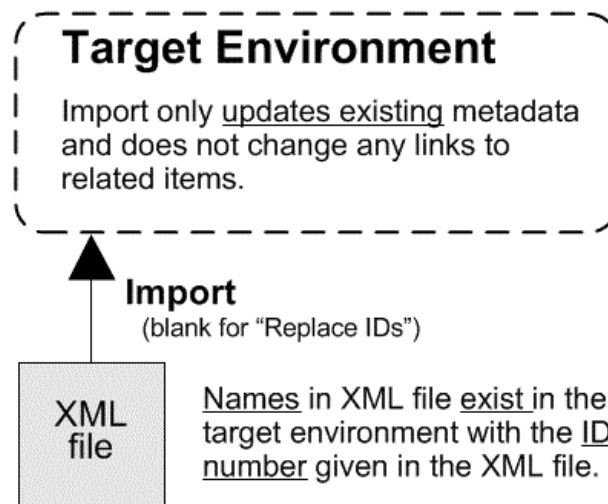 Target Environment
Import only updates existing metadata
and does not change any links to
related items.
Import
(blank for “Replace IDs”)
XML
file
Names in XML file exist in the
target environment with the ID
number given in the XML file.